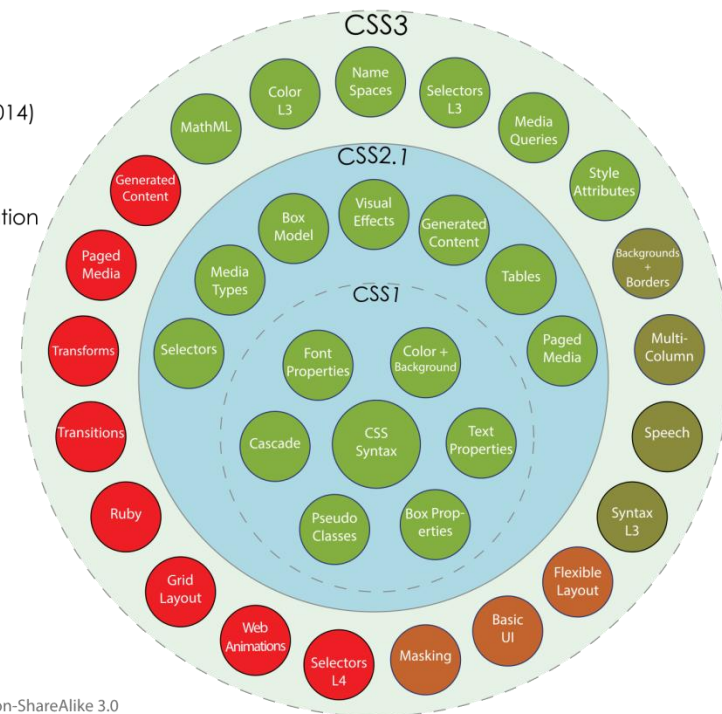 CSS3
014)
tion
Name
Spaces
Color
L3
Selectors
L3
MathML
Media
Queries
Generated
Content
Style
Attributes
Paged
Media
Backgrounds
+
Borders
Transforms
Multi-
Column
Transitions
Speech
Ruby
Syntax
L3
Grid
Layout
Flexible
Layout
Web
Animations
Basic
UI
Selectors
L4
Masking
CSS2.1
Visual
Effects
Box
Model
Generated
Content
Media
Types
Tables
Selectors
Paged
Media
CSS1
Font
Properties
Color +
Background
Cascade
CSS
Syntax
Text
Properties
Pseudo
Classes
Box Prop-
erties
on-ShareAlike 3.0